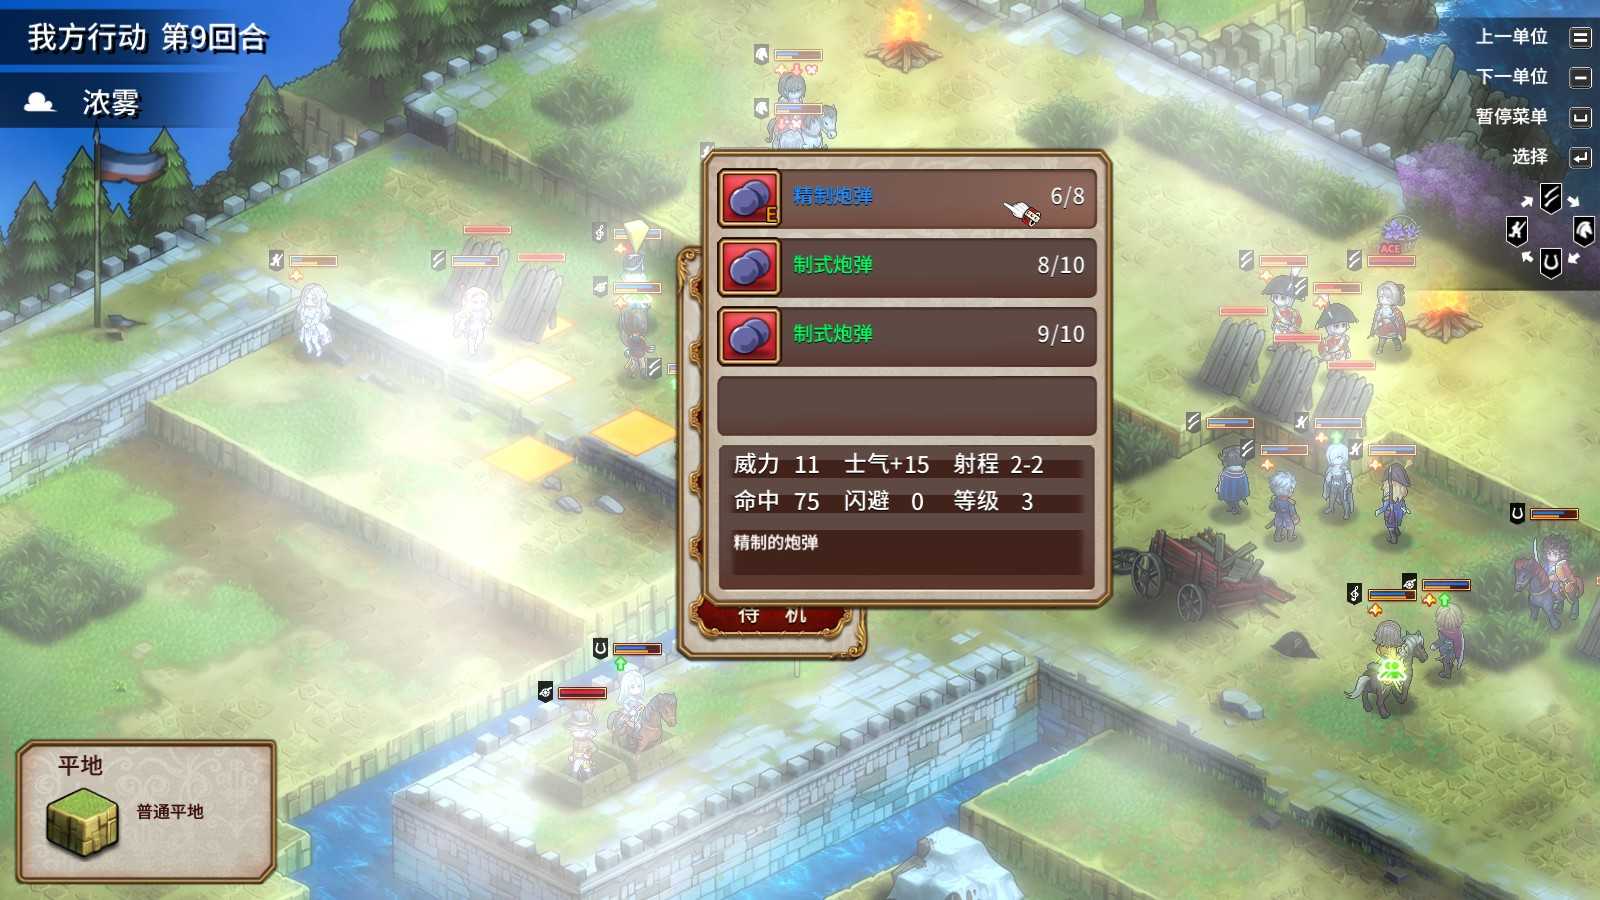 我方行动 第9回合
浓雾
上一单位
下一单位
暂停菜单
选择
精制炮弹 6/8
E
制式炮弹 8/10
制式炮弹 9/10
威力 11 士气+15 射程 2-2
命中 75 闪避 0 等级 3
精制的炮弹
待 机
ACE
平地
普通平地